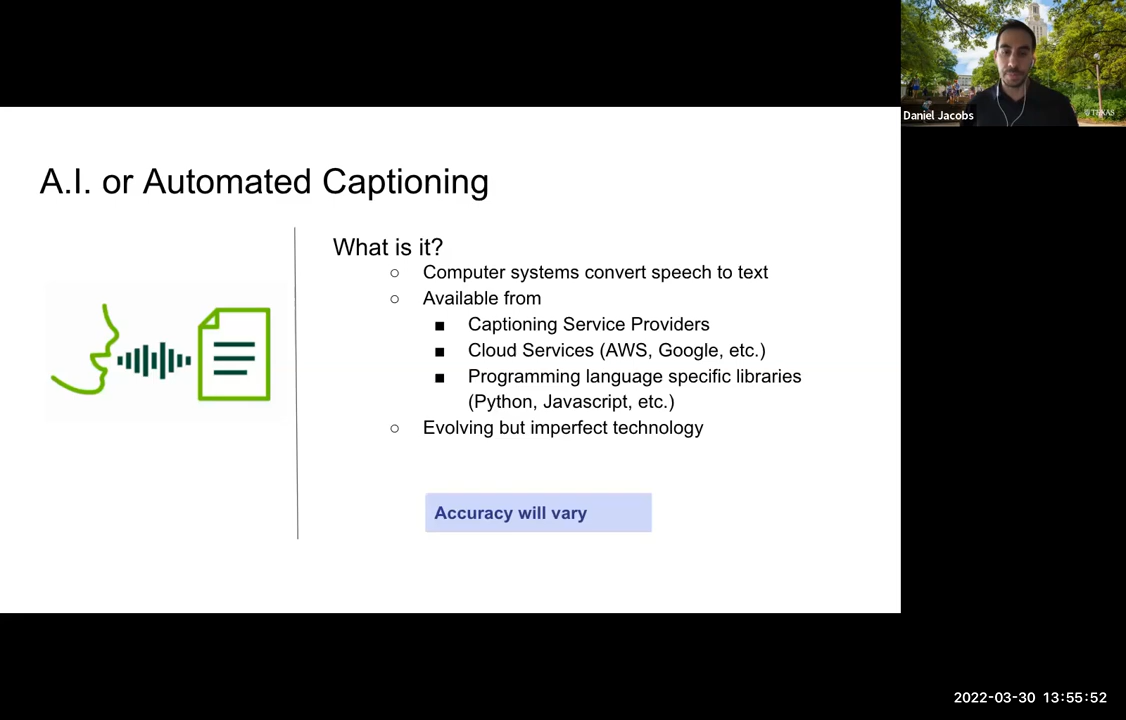 A.I. or Automated Captioning
What is it?
○ Computer systems convert speech to text
○ Available from
■ Captioning Service Providers
■ Cloud Services (AWS, Google, etc.)
■ Programming language specific libraries
(Python, Javascript, etc.)
○ Evolving but imperfect technology
Accuracy will vary
Daniel Jacobs
TEXAS
2022-03-30 13:55:52